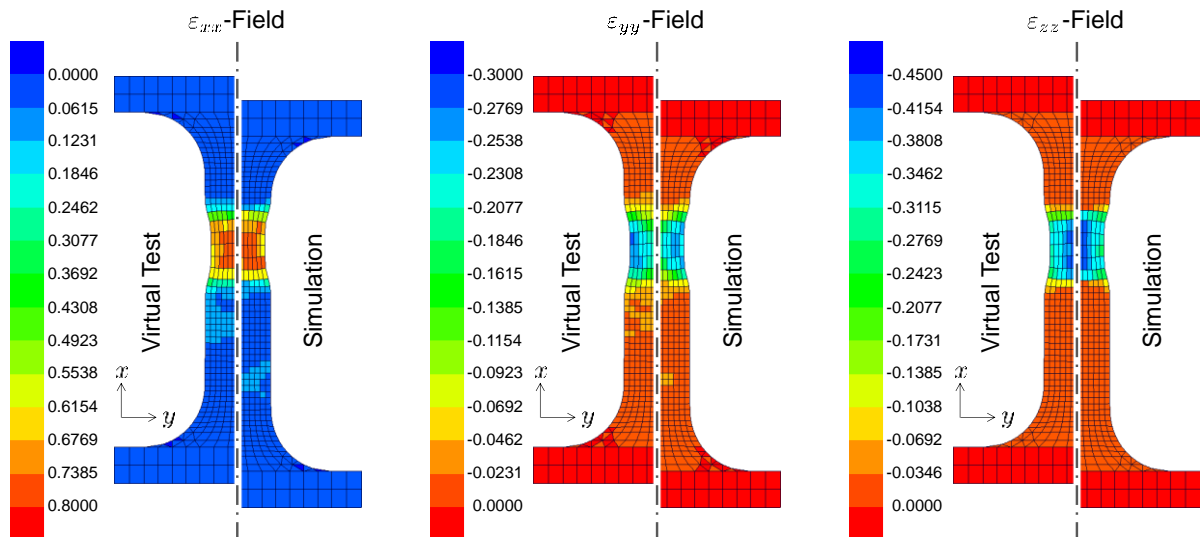 εxx-Field
0.0000
0.0615
0.1231
0.1846
0.2462
0.3077
0.3692
0.4308
0.4923
0.5538
0.6154
0.6769
0.7385
0.8000
Virtual Test
Simulation
x
y
εyy-Field
-0.3000
-0.2769
-0.2538
-0.2308
-0.2077
-0.1846
-0.1615
-0.1385
-0.1154
-0.0923
-0.0692
-0.0462
-0.0231
0.0000
Virtual Test
Simulation
x
y
εzz-Field
-0.4500
-0.4154
-0.3808
-0.3462
-0.3115
-0.2769
-0.2423
-0.2077
-0.1731
-0.1385
-0.1038
-0.0692
-0.0346
0.0000
Virtual Test
Simulation
x
y